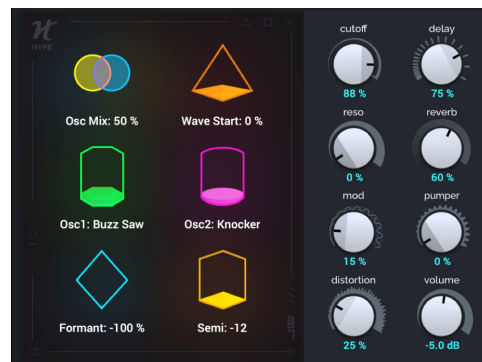 HYPE
Osc Mix: 50 %
Wave Start: 0 %
Osc1: Buzz Saw
Osc2: Knocker
Formant: -100 %
Semi: -12
air
cutoff
delay
88 %
75 %
reso
reverb
0 %
60 %
mod
pumper
15 %
0 %
distortion
volume
25 %
-5.0 dB